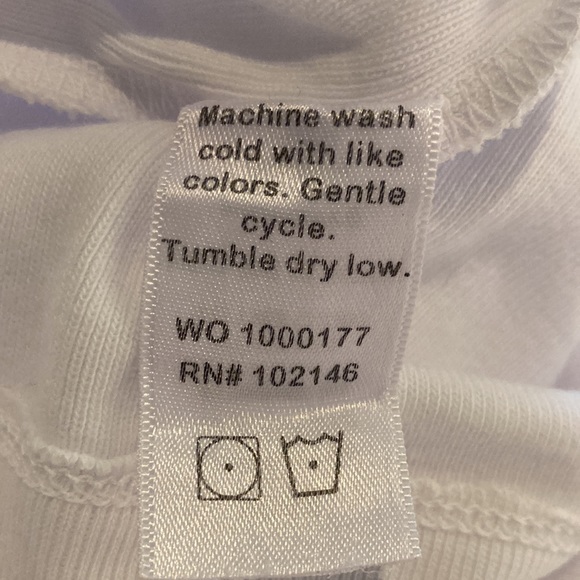 Machine wash
cold with like
colors. Gentle
cycle.
Tumble dry low.
WO 1000177
RN# 102146